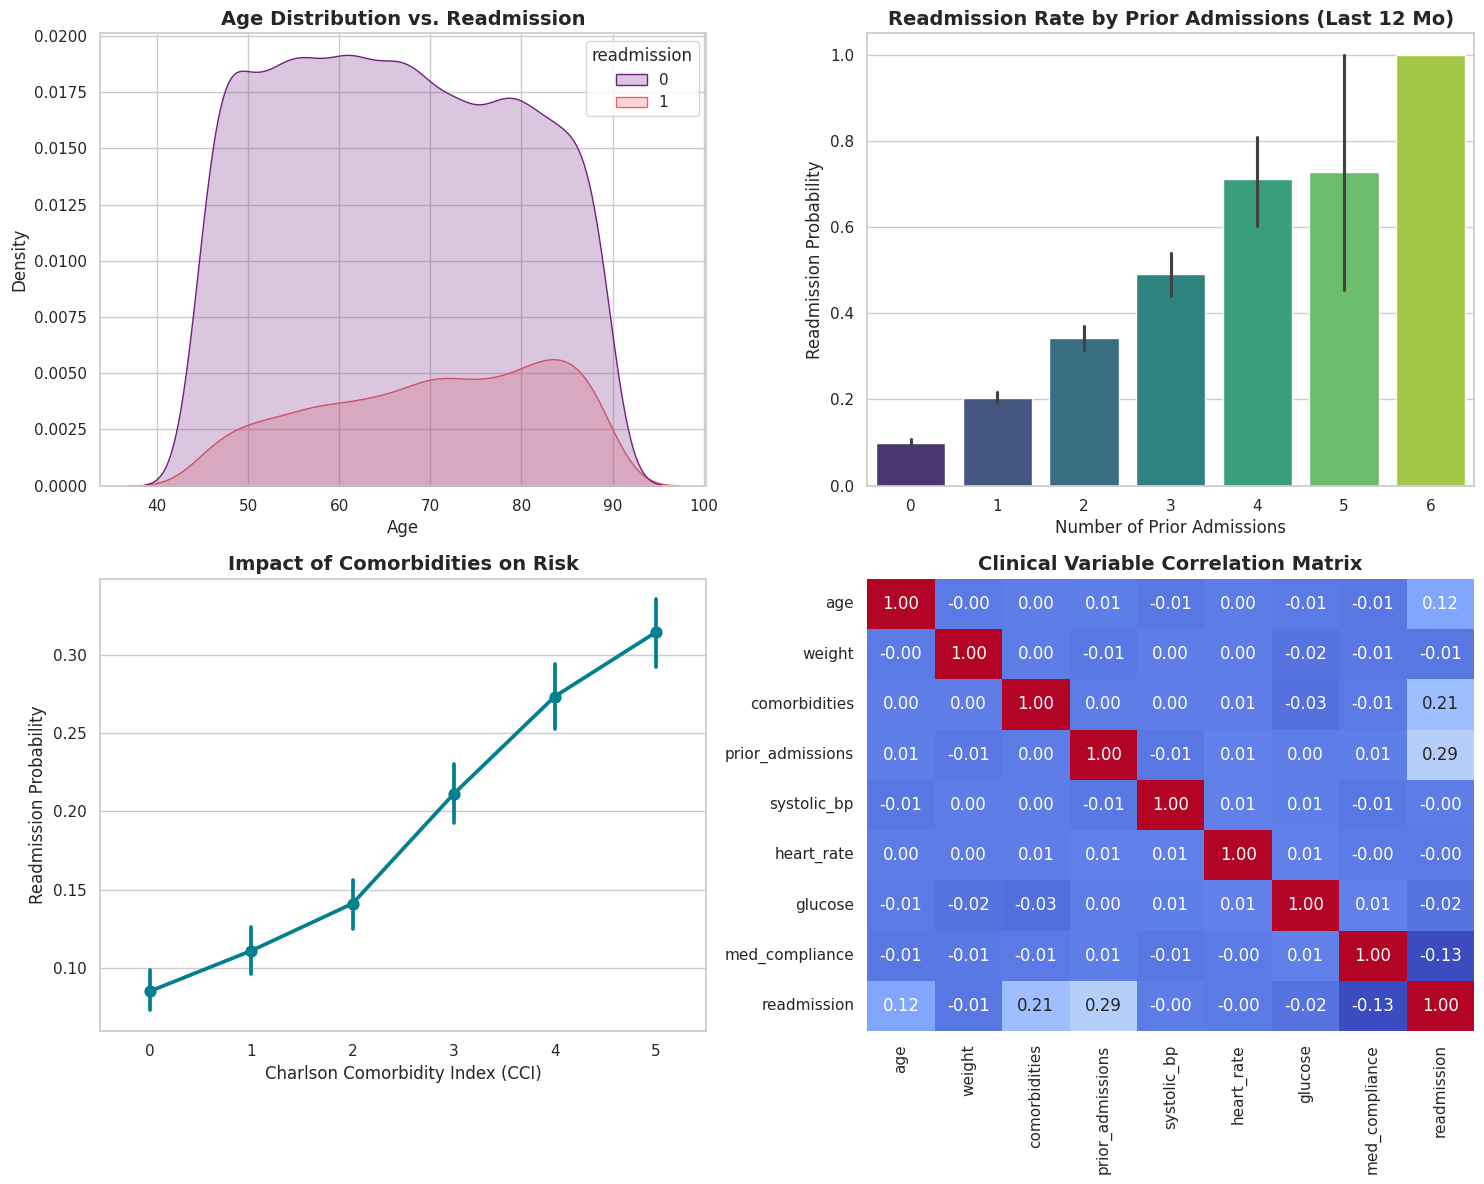 Age Distribution vs. Readmission
0.0200
0.0175
0.0150
0.0125
0.0100
0.0075
0.0050
0.0025
0.0000
Density
40 50 60 70 80 90 100
Age
readmission
0
1
Readmission Rate by Prior Admissions (Last 12 Mo)
1.0
0.8
0.6
0.4
0.2
0.0
Readmission Probability
0 1 2 3 4 5 6
Number of Prior Admissions
Impact of Comorbidities on Risk
0.30
0.25
0.20
0.15
0.10
Readmission Probability
0 1 2 3 4 5
Charlson Comorbidity Index (CCI)
Clinical Variable Correlation Matrix
age 1.00 -0.00 0.00 0.01 -0.01 0.00 -0.01 -0.01 0.12
weight -0.00 1.00 0.00 -0.01 0.00 0.00 -0.02 -0.01 -0.01
comorbidities 0.00 0.00 1.00 0.00 0.00 0.01 -0.03 -0.01 0.21
prior_admissions 0.01 -0.01 0.00 1.00 -0.01 0.01 0.00 0.01 0.29
systolic_bp -0.01 0.00 0.00 -0.01 1.00 0.01 0.01 -0.01 -0.00
heart_rate 0.00 0.00 0.01 0.01 0.01 1.00 0.01 -0.00 -0.00
glucose -0.01 -0.02 -0.03 0.00 0.01 0.01 1.00 0.01 -0.02
med_compliance -0.01 -0.01 -0.01 0.01 -0.01 -0.00 0.01 1.00 -0.13
readmission 0.12 -0.01 0.21 0.29 -0.00 -0.00 -0.02 -0.13 1.00
age
weight
comorbidities
prior_admissions
systolic_bp
heart_rate
glucose
med_compliance
readmission